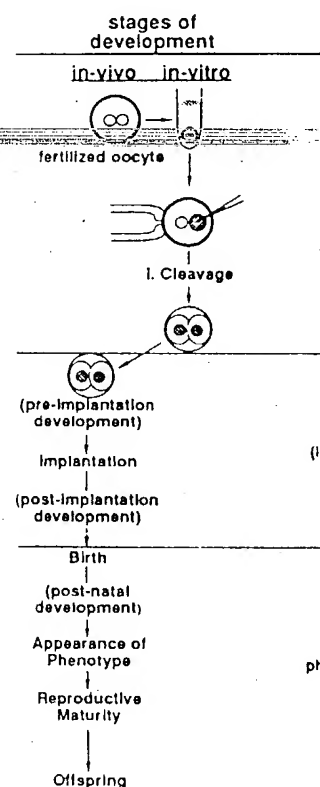 stages of
development
in-vivo in-vitro
fertilized oocyte
I. Cleavage
(pre-implantation
development)
Implantation
(post-implantation
development)
Birth
(post-natal
development)
Appearance of
Phenotype
Reproductive
Maturity
Offspring
(i
ph